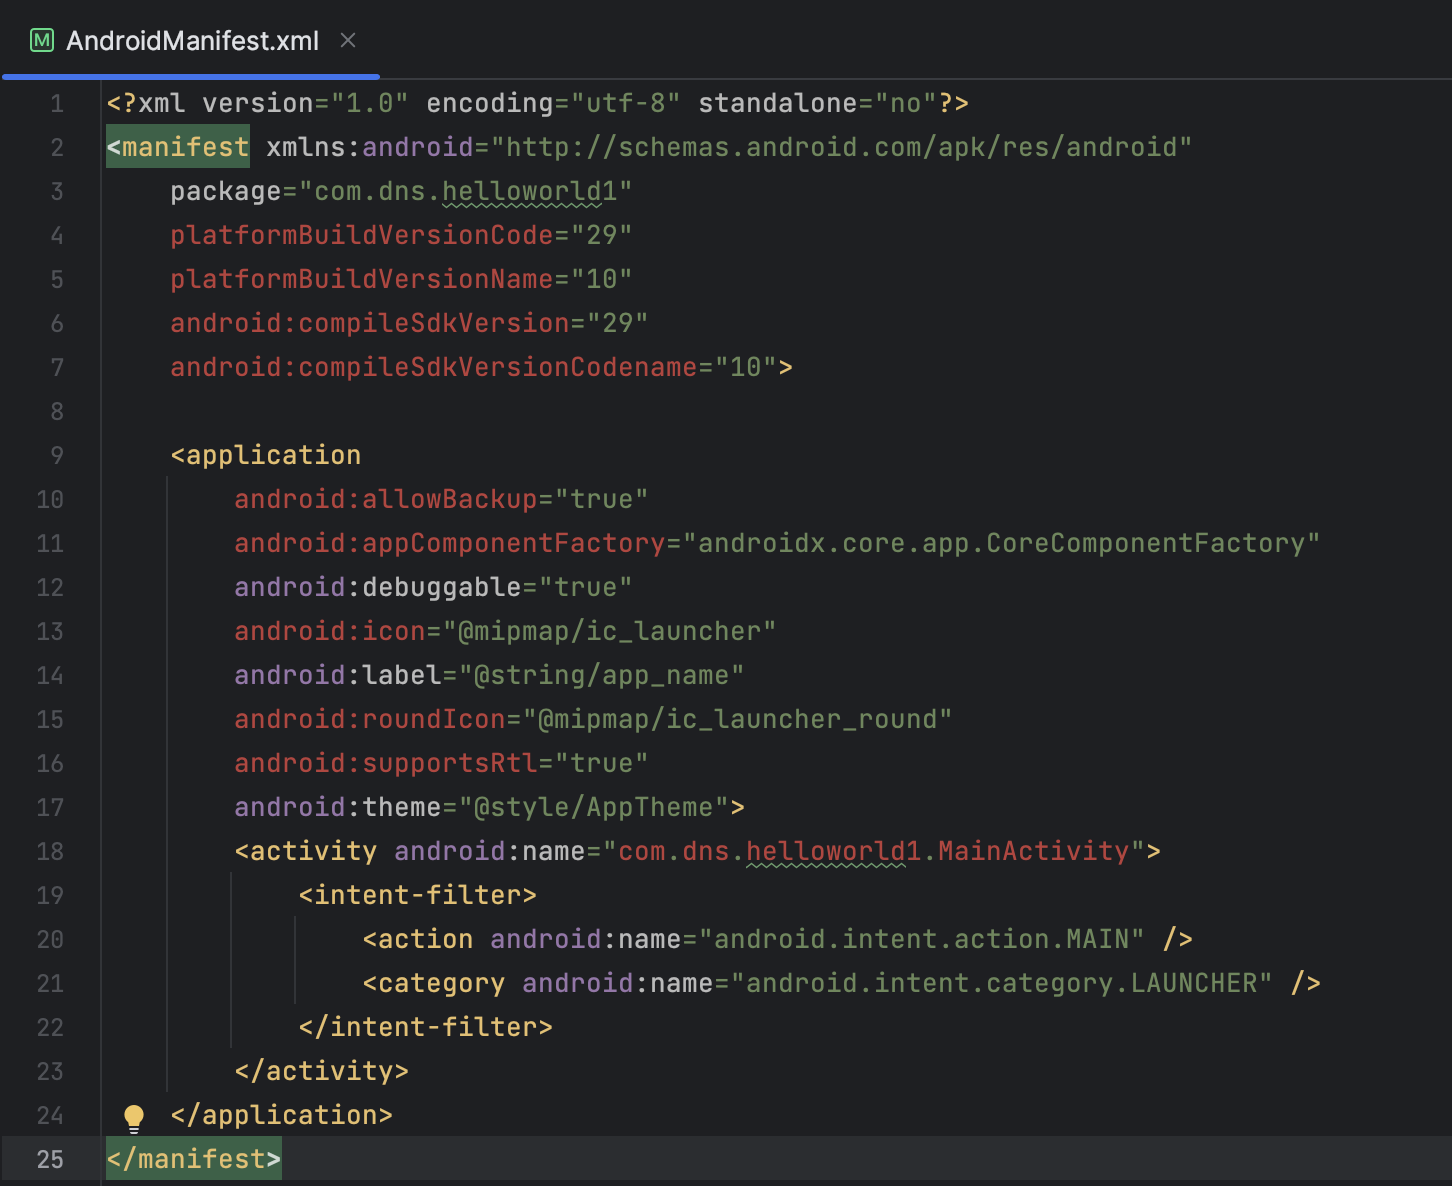 AndroidManifest.xml
1 <?xml version="1.0" encoding="utf-8" standalone="no"?>
2 <manifest xmlns:android="http://schemas.android.com/apk/res/android"
3     package="com.dns.helloworld1"
4     platformBuildVersionCode="29"
5     platformBuildVersionName="10"
6     android:compileSdkVersion="29"
7     android:compileSdkVersionCodename="10">
8
9     <application
10         android:allowBackup="true"
11         android:appComponentFactory="androidx.core.app.CoreComponentFactory"
12         android:debuggable="true"
13         android:icon="@mipmap/ic_launcher"
14         android:label="@string/app_name"
15         android:roundIcon="@mipmap/ic_launcher_round"
16         android:supportsRtl="true"
17         android:theme="@style/AppTheme">
18         <activity android:name="com.dns.helloworld1.MainActivity">
19             <intent-filter>
20                 <action android:name="android.intent.action.MAIN" />
21                 <category android:name="android.intent.category.LAUNCHER" />
22             </intent-filter>
23         </activity>
24     </application>
25 </manifest>